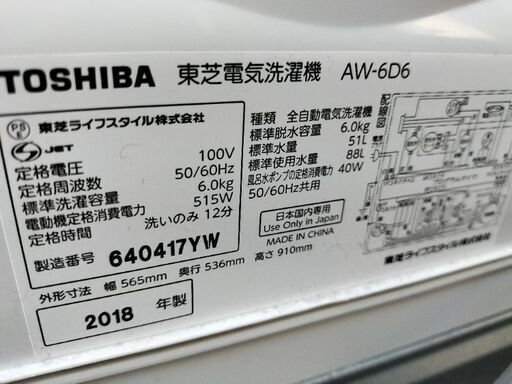 TOSHIBA 東芝電気洗濯機 AW-6D6
PS E 東芝ライフスタイル株式会社
S-JET
定格電圧 100V
定格周波数 50/60Hz
標準洗濯容量 6.0kg
電動機定格消費電力 515W
定格時間 洗いのみ 12分
製造番号 640417YW
種類 全自動電気洗濯機
標準脱水容量 6.0kg
標準水量 51L
標準使用水量 88L
風呂水ポンプの定格消費電力 40W
50/60Hz共用
日本国内専用
Use Only in Japan
MADE IN CHINA
外形寸法 幅 565mm 奥行 536mm 高さ 910mm
2018 年製
配線図
東芝ライフスタイル株式会社